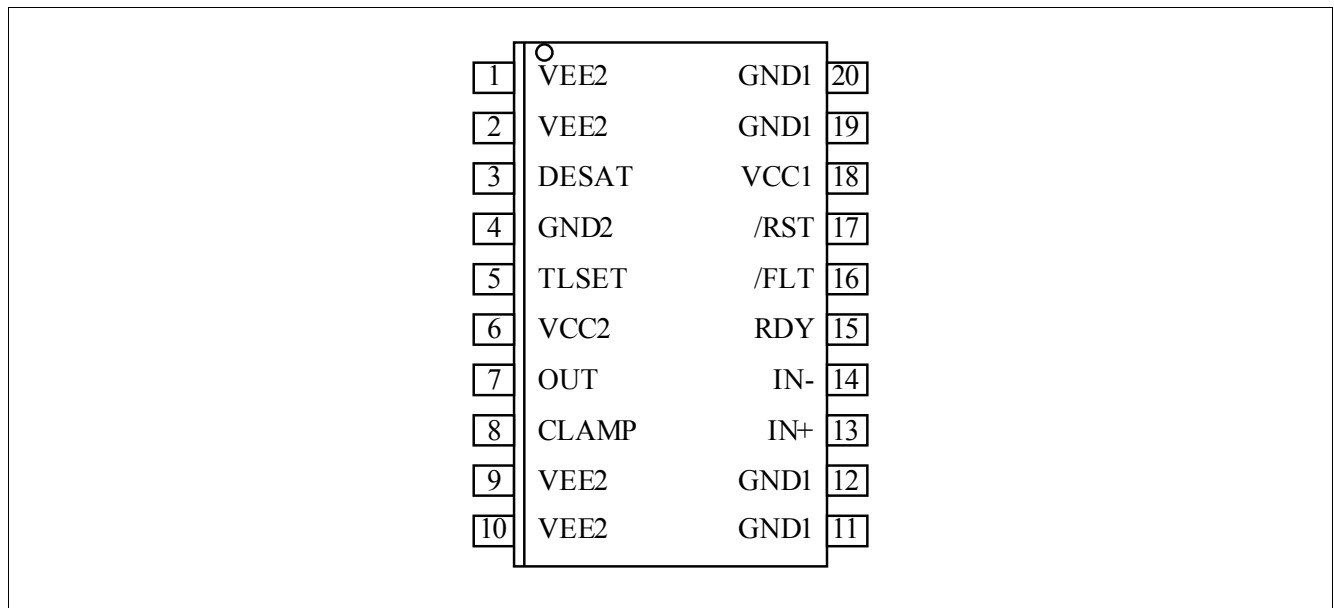 1 VEE2 GND1 20
2 VEE2 GND1 19
3 DESAT VCC1 18
4 GND2 /RST 17
5 TLSET /FLT 16
6 VCC2 RDY 15
7 OUT IN- 14
8 CLAMP IN+ 13
9 VEE2 GND1 12
10 VEE2 GND1 11